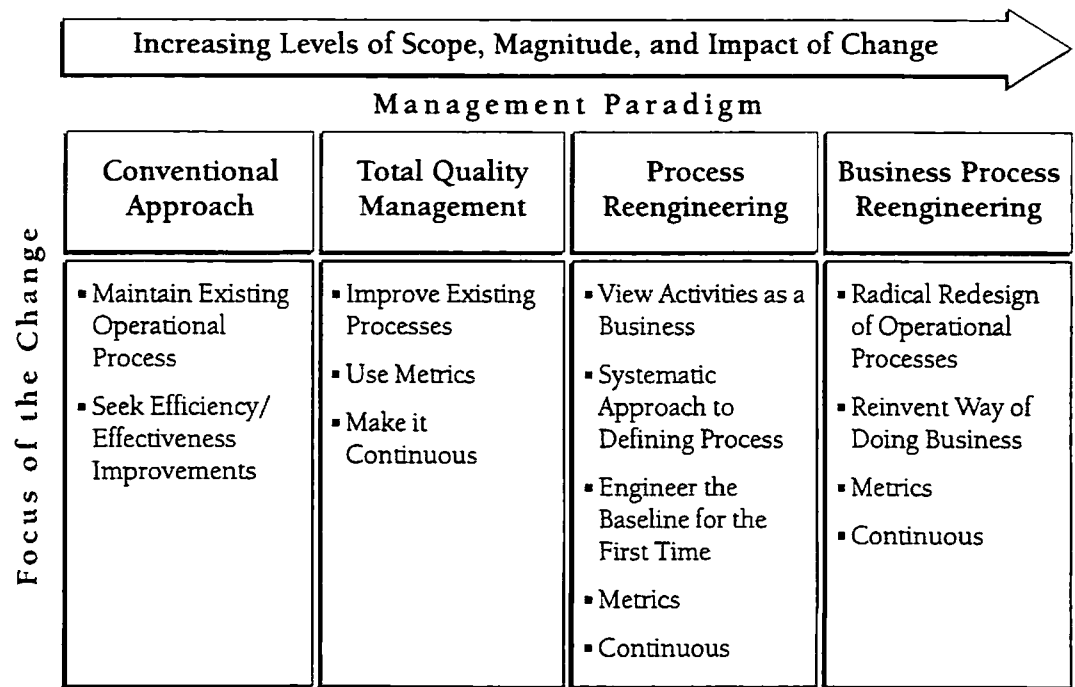 Increasing Levels of Scope, Magnitude, and Impact of Change
Management Paradigm
Focus of the Change
Conventional
Approach
Total Quality
Management
Process
Reengineering
Business Process
Reengineering
▪ Maintain Existing
Operational
Process
▪ Seek Efficiency/
Effectiveness
Improvements
▪ Improve Existing
Processes
▪ Use Metrics
▪ Make it
Continuous
▪ View Activities as a
Business
▪ Systematic
Approach to
Defining Process
▪ Engineer the
Baseline for the
First Time
▪ Metrics
▪ Continuous
▪ Radical Redesign
of Operational
Processes
▪ Reinvent Way of
Doing Business
▪ Metrics
▪ Continuous